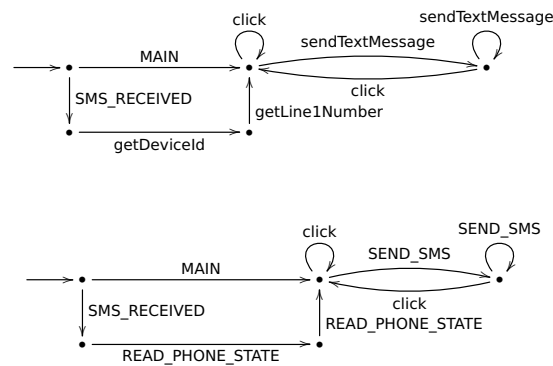 click
sendTextMessage
MAIN
sendTextMessage
click
SMS_RECEIVED
getLine1Number
getDeviceId
click
SEND_SMS
SEND_SMS
MAIN
click
SMS_RECEIVED
READ_PHONE_STATE
READ_PHONE_STATE